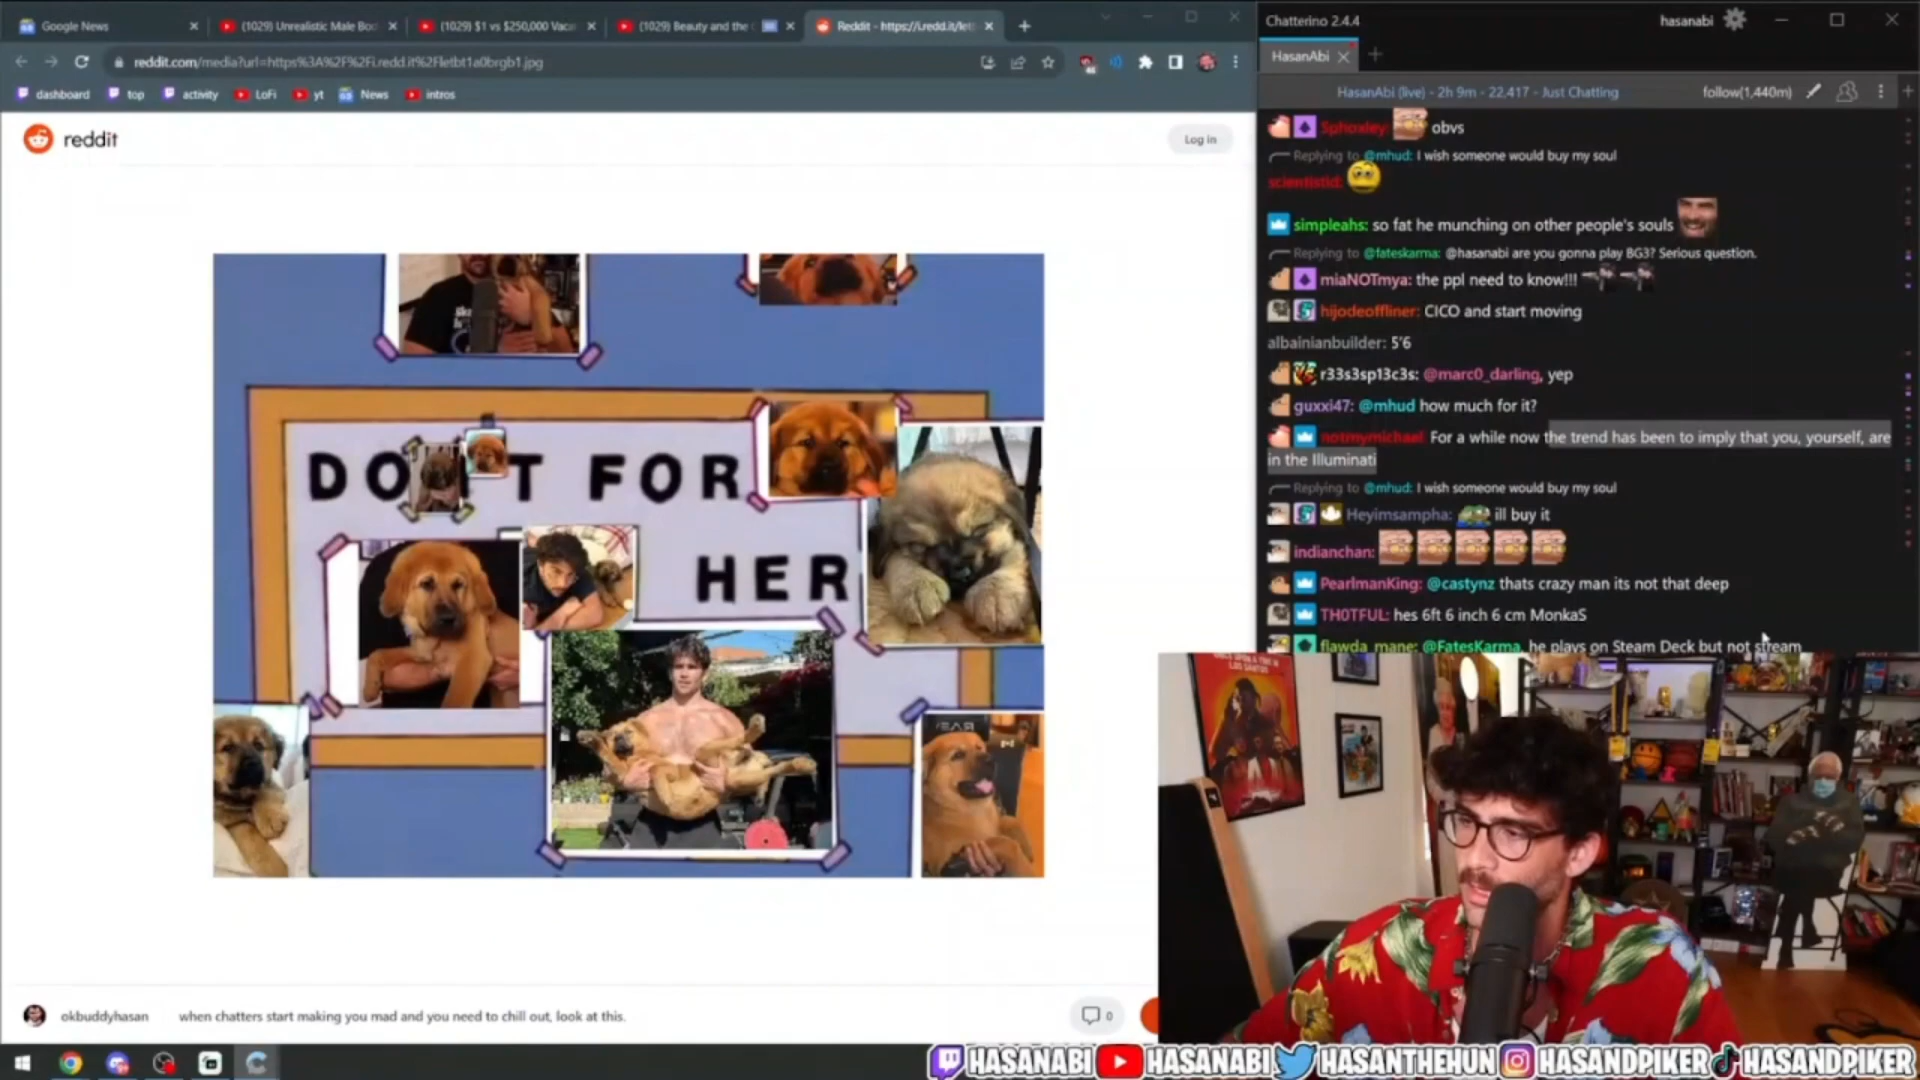 Google News
(1029) Unrealistic Male Bod
(1029) $1 vs $250,000 Vaca
(1029) Beauty and the
Reddit - https://i.redd.it/letl
reddit.com/media?url=https%3A%2F%2Fi.redd.it%2Fletbt1a0brgb1.jpg
dashboard top activity LoFi yt News intros
reddit
Log in
DO T FOR
HER
okbuddyhasan when chatters start making you mad and you need to chill out, look at this.
0
Chatterino 2.4.4
hasanabi
HasanAbi
HasanAbi (live) - 2h 9m - 22,417 - Just Chatting
follow(1,440m)
Sphoxley: obvs
Replying to @mhud: I wish someone would buy my soul
scientistid:
simpleahs: so fat he munching on other people's souls
Replying to @fateskarma: @hasanabi are you gonna play BG3? Serious question.
miaNOTmya: the ppl need to know!!!
hijodeoffliner: CICO and start moving
albainianbuilder: 5'6
r33s3sp13c3s: @marc0_darling, yep
guxxi47: @mhud how much for it?
notmymichael: For a while now the trend has been to imply that you, yourself, are
in the Illuminati
Replying to @mhud: I wish someone would buy my soul
Heyimsampha: ill buy it
indianchan:
PearlmanKing: @castynz thats crazy man its not that deep
TH0TFUL: hes 6ft 6 inch 6 cm MonkaS
flawda_mane: @FatesKarma, he plays on Steam Deck but not stream
HASANABI HASANABI HASANTHEHUN HASANDPIKER HASANDPIKER